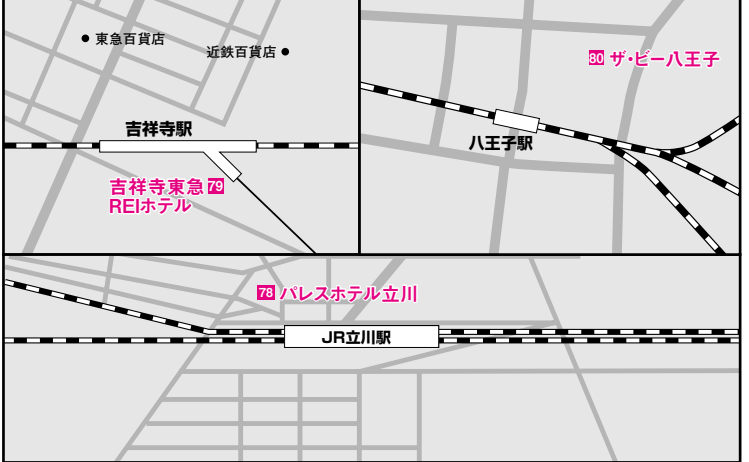 東急百貨店
近鉄百貨店
吉祥寺駅
吉祥寺東急 79
REIホテル
80 ザ・ビー八王子
八王子駅
78 パレスホテル立川
JR立川駅